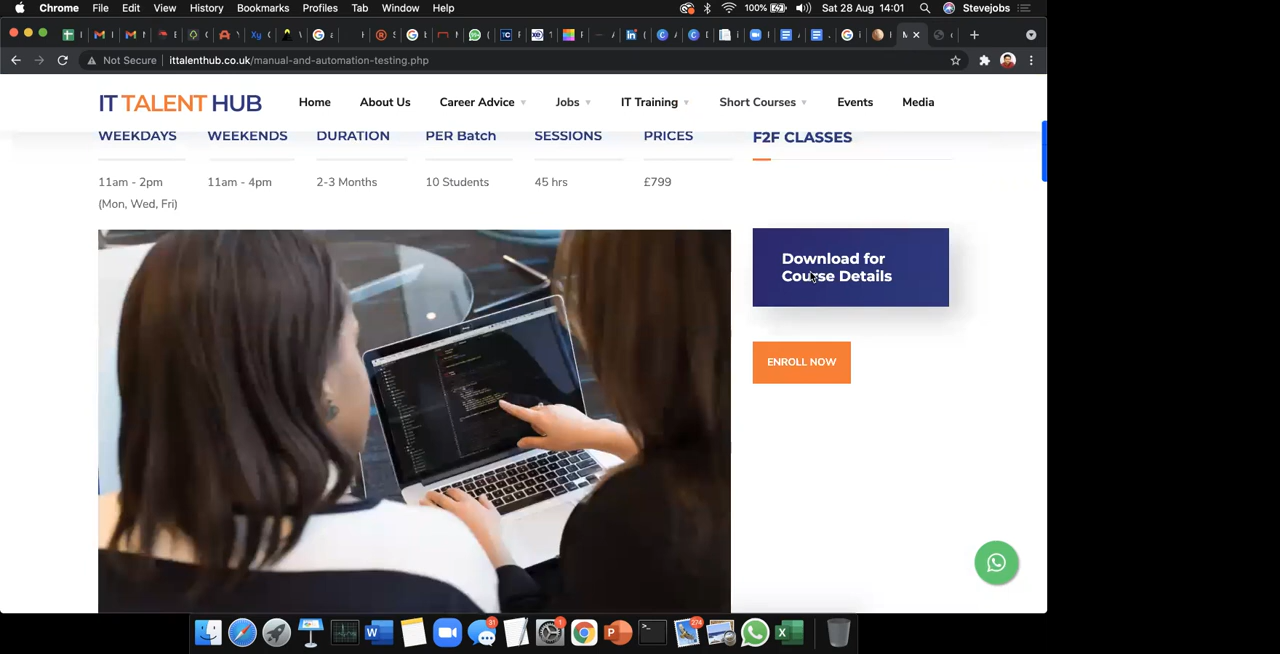 Chrome File Edit View History Bookmarks Profiles Tab Window Help 100% Sat 28 Aug 14:01 Stevejobs
Not Secure ittalenthub.co.uk/manual-and-automation-testing.php
IT TALENT HUB Home About Us Career Advice Jobs IT Training Short Courses Events Media
WEEKDAYS WEEKENDS DURATION PER Batch SESSIONS PRICES F2F CLASSES
11am - 2pm 11am - 4pm 2-3 Months 10 Students 45 hrs £799
(Mon, Wed, Fri)
Download for
Course Details
ENROLL NOW
31 1 274